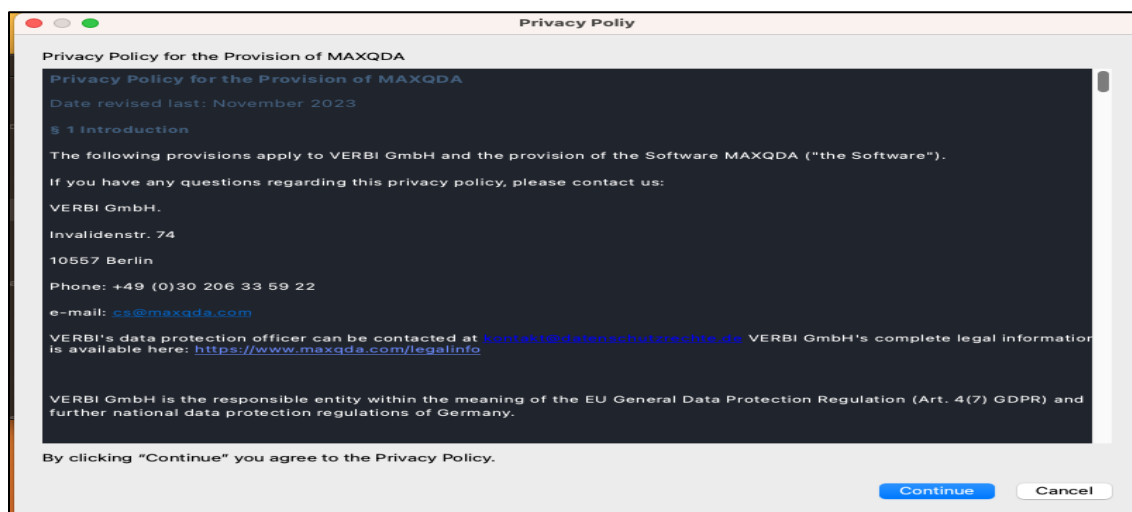 Privacy Poliy
Privacy Policy for the Provision of MAXQDA
Privacy Policy for the Provision of MAXQDA
Date revised last: November 2023
§ 1 Introduction
The following provisions apply to VERBI GmbH and the provision of the Software MAXQDA ("the Software").
If you have any questions regarding this privacy policy, please contact us:
VERBI GmbH.
Invalidenstr. 74
10557 Berlin
Phone: +49 (0)30 206 33 59 22
e-mail: cs@maxqda.com
VERBI's data protection officer can be contacted at kontakt@datenschutzrechte.de VERBI GmbH's complete legal information
is available here: https://www.maxqda.com/legalinfo
VERBI GmbH is the responsible entity within the meaning of the EU General Data Protection Regulation (Art. 4(7) GDPR) and
further national data protection regulations of Germany.
By clicking "Continue" you agree to the Privacy Policy.
Continue Cancel